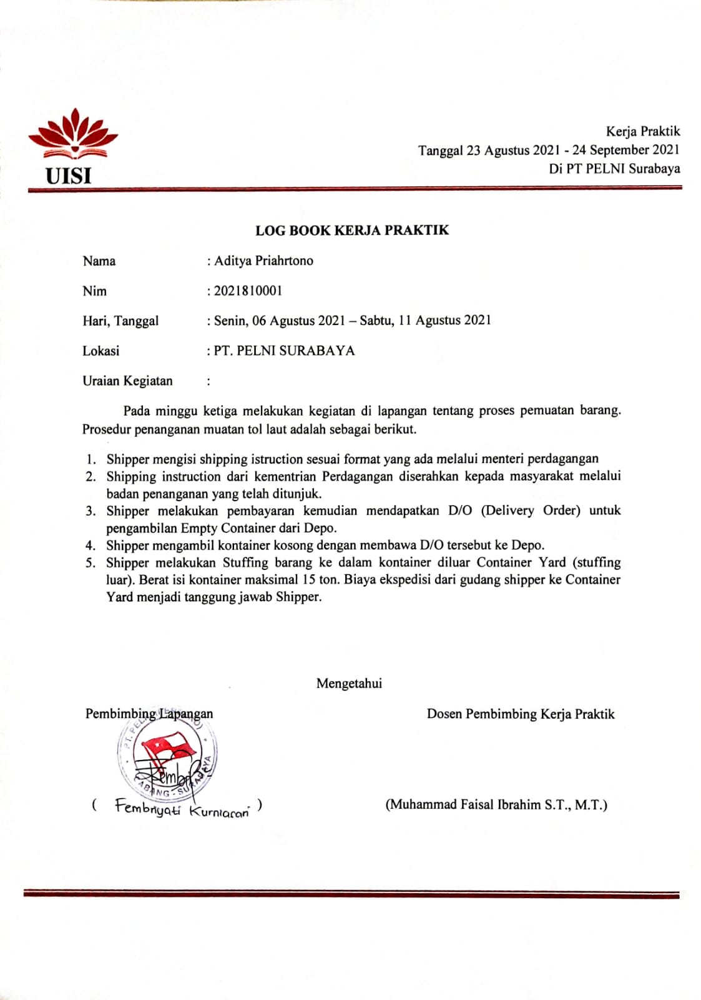 UISI
Kerja Praktik
Tanggal 23 Agustus 2021 - 24 September 2021
Di PT PELNI Surabaya
LOG BOOK KERJA PRAKTIK
Nama : Aditya Priahrtono
Nim : 2021810001
Hari, Tanggal : Senin, 06 Agustus 2021 – Sabtu, 11 Agustus 2021
Lokasi : PT. PELNI SURABAYA
Uraian Kegiatan :
Pada minggu ketiga melakukan kegiatan di lapangan tentang proses pemuatan barang.
Prosedur penanganan muatan tol laut adalah sebagai berikut.
1. Shipper mengisi shipping istruction sesuai format yang ada melalui menteri perdagangan
2. Shipping instruction dari kementrian Perdagangan diserahkan kepada masyarakat melalui
badan penanganan yang telah ditunjuk.
3. Shipper melakukan pembayaran kemudian mendapatkan D/O (Delivery Order) untuk
pengambilan Empty Container dari Depo.
4. Shipper mengambil kontainer kosong dengan membawa D/O tersebut ke Depo.
5. Shipper melakukan Stuffing barang ke dalam kontainer diluar Container Yard (stuffing
luar). Berat isi kontainer maksimal 15 ton. Biaya ekspedisi dari gudang shipper ke Container
Yard menjadi tanggung jawab Shipper.
Mengetahui
Pembimbing Lapangan Dosen Pembimbing Kerja Praktik
CABANG - SURABAYA
( Fembriyati Kurniasari ) (Muhammad Faisal Ibrahim S.T., M.T.)